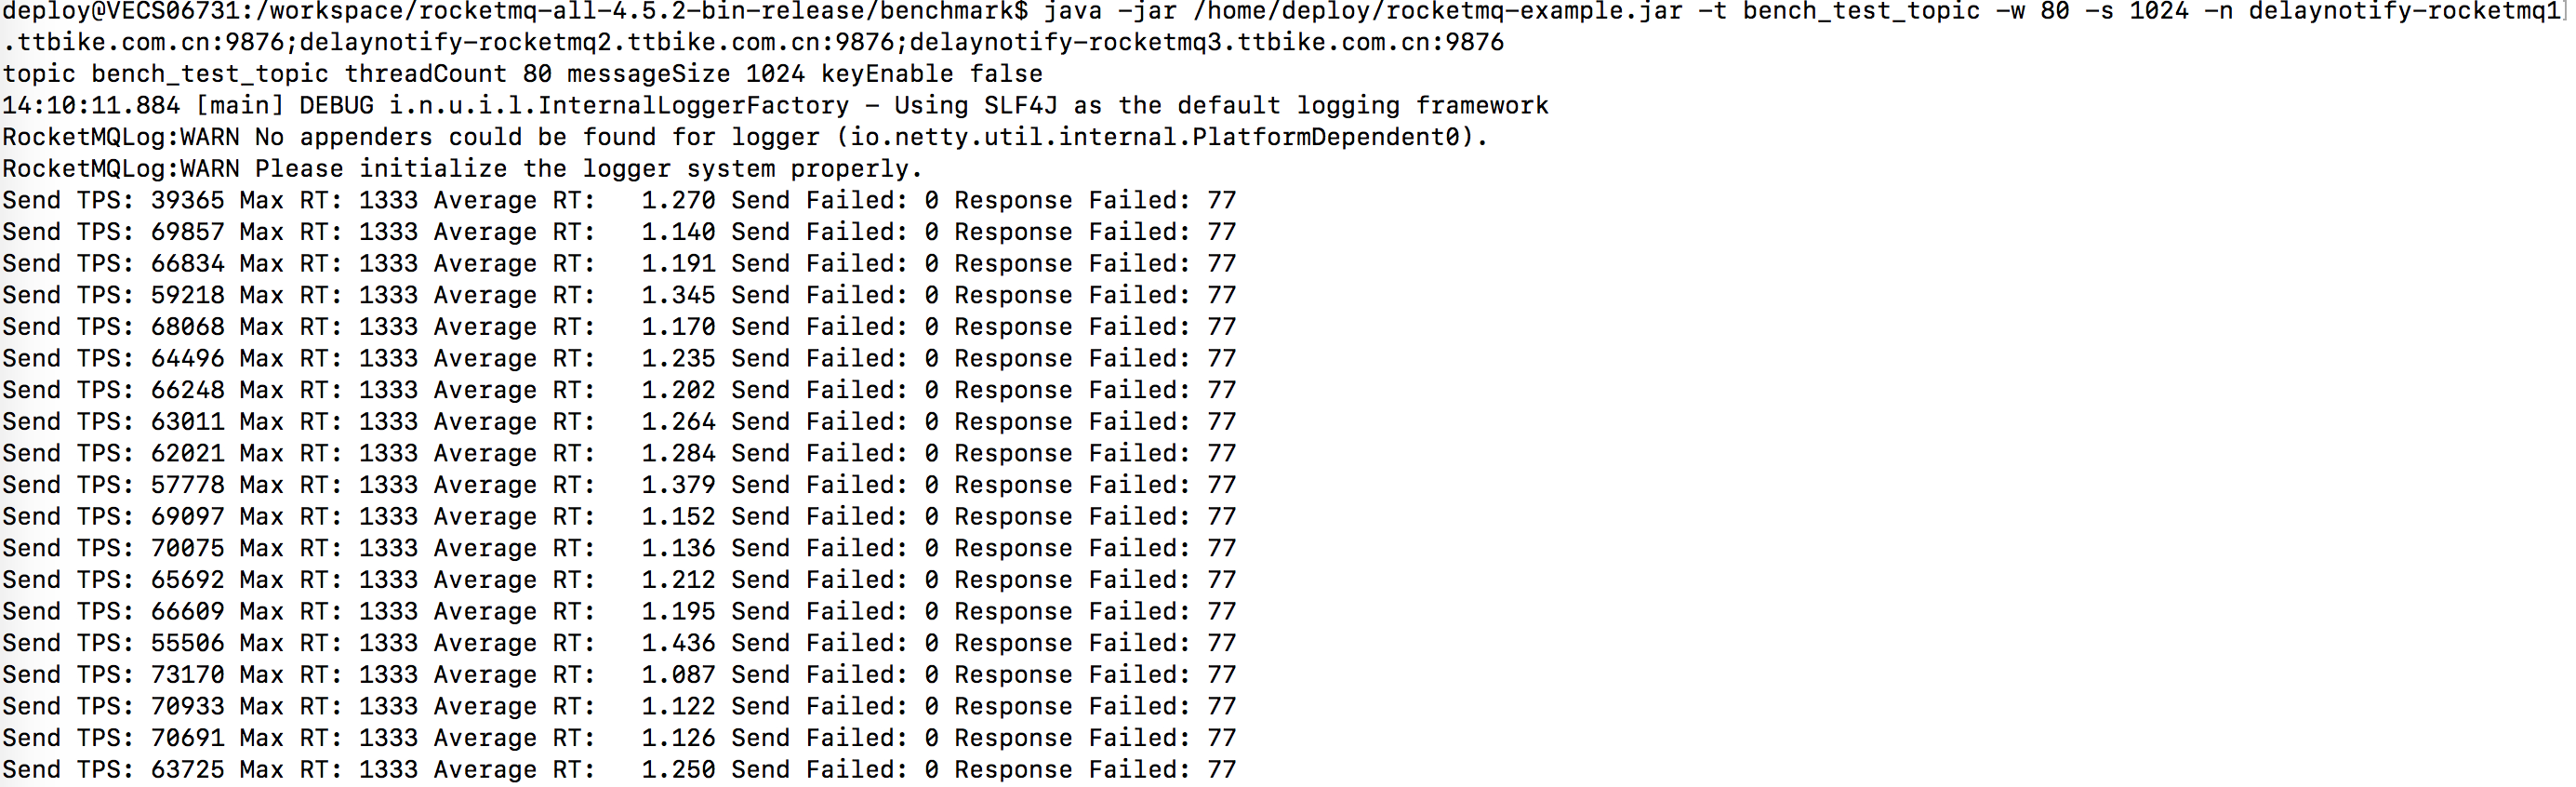 deploy@VECS06731:/workspace/rocketmq-all-4.5.2-bin-release/benchmark$ java -jar /home/deploy/rocketmq-example.jar -t bench_test_topic -w 80 -s 1024 -n delaynotify-rocketmq1
.ttbike.com.cn:9876;delaynotify-rocketmq2.ttbike.com.cn:9876;delaynotify-rocketmq3.ttbike.com.cn:9876
topic bench_test_topic threadCount 80 messageSize 1024 keyEnable false
14:10:11.884 [main] DEBUG i.n.u.i.l.InternalLoggerFactory - Using SLF4J as the default logging framework
RocketMQLog:WARN No appenders could be found for logger (io.netty.util.internal.PlatformDependent0).
RocketMQLog:WARN Please initialize the logger system properly.
Send TPS: 39365 Max RT: 1333 Average RT:   1.270 Send Failed: 0 Response Failed: 77
Send TPS: 69857 Max RT: 1333 Average RT:   1.140 Send Failed: 0 Response Failed: 77
Send TPS: 66834 Max RT: 1333 Average RT:   1.191 Send Failed: 0 Response Failed: 77
Send TPS: 59218 Max RT: 1333 Average RT:   1.345 Send Failed: 0 Response Failed: 77
Send TPS: 68068 Max RT: 1333 Average RT:   1.170 Send Failed: 0 Response Failed: 77
Send TPS: 64496 Max RT: 1333 Average RT:   1.235 Send Failed: 0 Response Failed: 77
Send TPS: 66248 Max RT: 1333 Average RT:   1.202 Send Failed: 0 Response Failed: 77
Send TPS: 63011 Max RT: 1333 Average RT:   1.264 Send Failed: 0 Response Failed: 77
Send TPS: 62021 Max RT: 1333 Average RT:   1.284 Send Failed: 0 Response Failed: 77
Send TPS: 57778 Max RT: 1333 Average RT:   1.379 Send Failed: 0 Response Failed: 77
Send TPS: 69097 Max RT: 1333 Average RT:   1.152 Send Failed: 0 Response Failed: 77
Send TPS: 70075 Max RT: 1333 Average RT:   1.136 Send Failed: 0 Response Failed: 77
Send TPS: 65692 Max RT: 1333 Average RT:   1.212 Send Failed: 0 Response Failed: 77
Send TPS: 66609 Max RT: 1333 Average RT:   1.195 Send Failed: 0 Response Failed: 77
Send TPS: 55506 Max RT: 1333 Average RT:   1.436 Send Failed: 0 Response Failed: 77
Send TPS: 73170 Max RT: 1333 Average RT:   1.087 Send Failed: 0 Response Failed: 77
Send TPS: 70933 Max RT: 1333 Average RT:   1.122 Send Failed: 0 Response Failed: 77
Send TPS: 70691 Max RT: 1333 Average RT:   1.126 Send Failed: 0 Response Failed: 77
Send TPS: 63725 Max RT: 1333 Average RT:   1.250 Send Failed: 0 Response Failed: 77